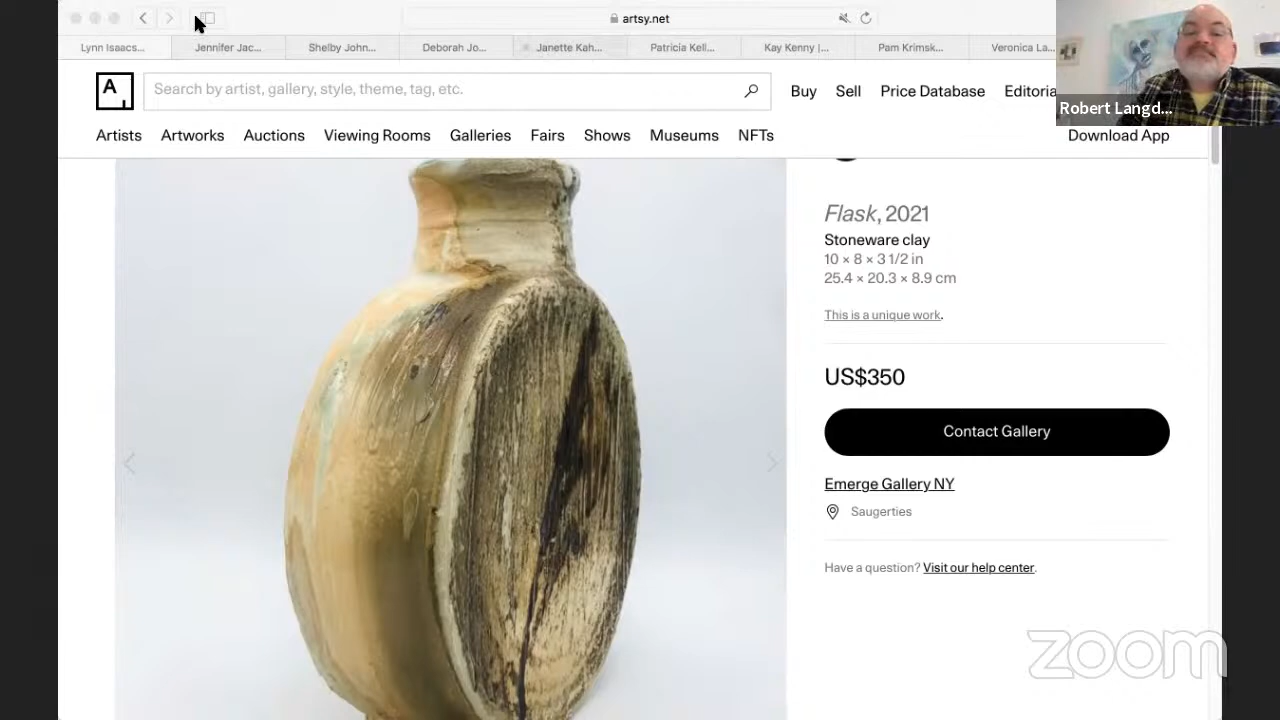 artsy.net
Lynn Isaacs...
Jennifer Jac...
Shelby John...
Deborah Jo...
Janette Kah...
Patricia Kell...
Kay Kenny |...
Pam Krimsk...
Veronica La...
Robert Langd...
A
Search by artist, gallery, style, theme, tag, etc.
Buy
Sell
Price Database
Editoria
Artists
Artworks
Auctions
Viewing Rooms
Galleries
Fairs
Shows
Museums
NFTs
Download App
Flask, 2021
Stoneware clay
10 × 8 × 3 1/2 in
25.4 × 20.3 × 8.9 cm
This is a unique work.
US$350
Contact Gallery
Emerge Gallery NY
Saugerties
Have a question? Visit our help center.
zoom